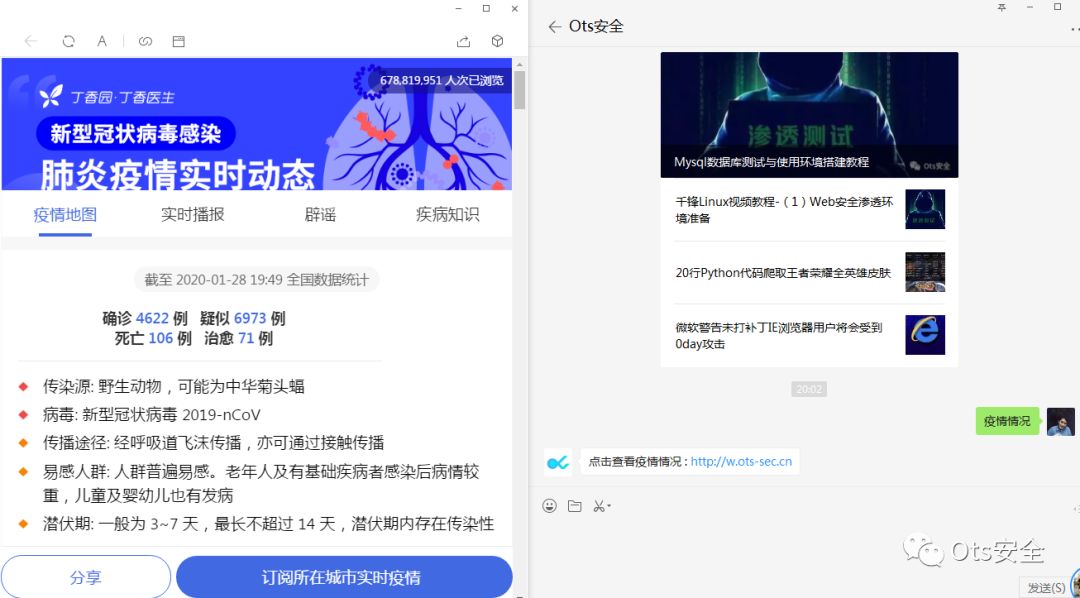 A
678,819,951 人次已浏览
丁香园·丁香医生
新型冠状病毒感染
肺炎疫情实时动态
疫情地图 实时播报 辟谣 疾病知识
截至 2020-01-28 19:49 全国数据统计
确诊 4622 例 疑似 6973 例
死亡 106 例 治愈 71 例
传染源: 野生动物，可能为中华菊头蝠
病毒: 新型冠状病毒 2019-nCoV
传播途径: 经呼吸道飞沫传播，亦可通过接触传播
易感人群: 人群普遍易感。老年人及有基础疾病者感染后病情较
重，儿童及婴幼儿也有发病
潜伏期: 一般为 3~7 天，最长不超过 14 天，潜伏期内存在传染性
分享
订阅所在城市实时疫情
Ots安全
渗透测试
Mysql数据库测试与使用环境搭建教程
Ots安全
千锋Linux视频教程-（1）Web安全渗透环
境准备
渗透测试
20行Python代码爬取王者荣耀全英雄皮肤
微软警告未打补丁IE浏览器用户将会受到
0day攻击
20:02
疫情情况
点击查看疫情情况 : http://w.ots-sec.cn
Ots安全
发送(S)